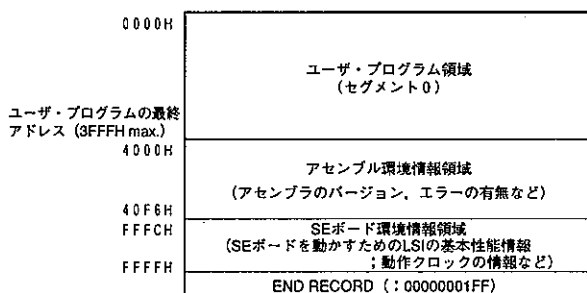 0000H
ユーザ・プログラム領域
(セグメント0)
ユーザ・プログラムの最終
アドレス (3FFFH max.)
4000H
アセンブル環境情報領域
(アセンブラのバージョン，エラーの有無など)
40F6H
FFFCH
SEボード環境情報領域
(SEボードを動かすためのLSIの基本性能情報
；動作クロックの情報など)
FFFFH
END RECORD (：00000001FF)